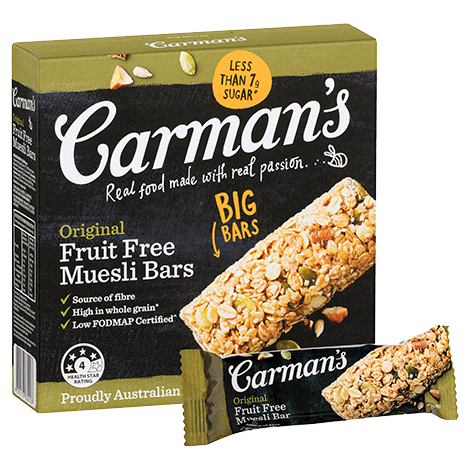 Carman's
LESS
THAN 7g
SUGAR*
Carman's
Real food made with real passion...
BIG
BARS
Original
Fruit Free
Muesli Bars
✓ Source of fibre
✓ High in whole grain*
✓ Low FODMAP Certified^
4
HEALTH STAR
RATING
Proudly Australian
Carman's
Original
Fruit Free
Muesli Bars
Carman's
Original
Fruit Free
Muesli Bar